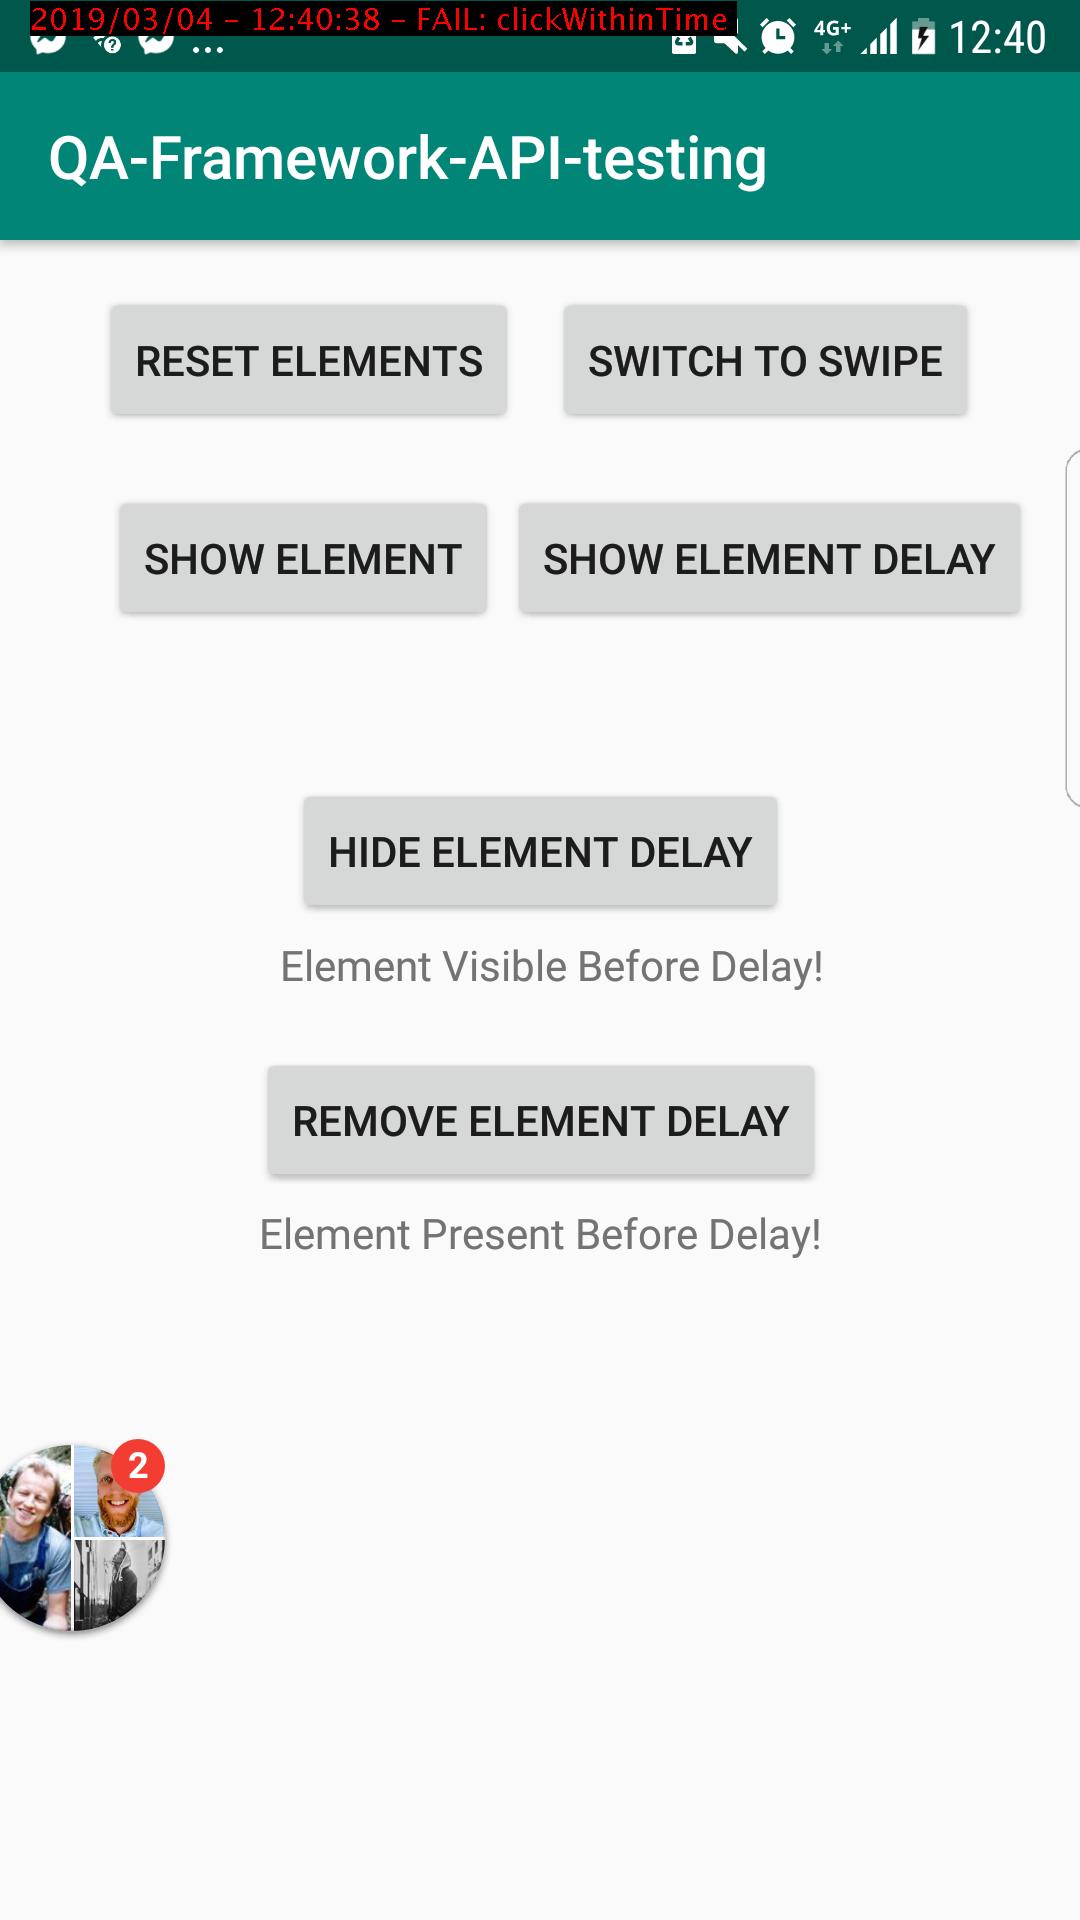 2019/03/04 - 12:40:38 - FAIL: clickWithinTime
4G+ 12:40
QA-Framework-API-testing
RESET ELEMENTS SWITCH TO SWIPE
SHOW ELEMENT SHOW ELEMENT DELAY
HIDE ELEMENT DELAY
Element Visible Before Delay!
REMOVE ELEMENT DELAY
Element Present Before Delay!
2